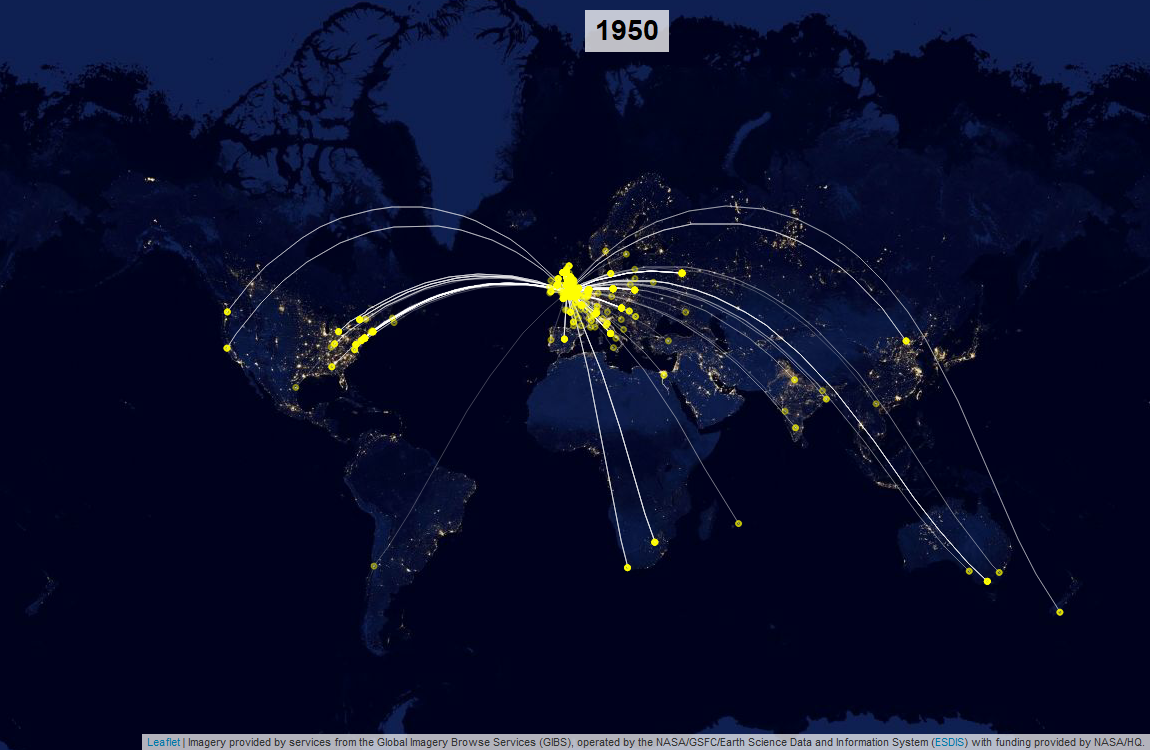 1950
Leaflet | Imagery provided by services from the Global Imagery Browse Services (GIBS), operated by the NASA/GSFC/Earth Science Data and Information System (ESDIS) with funding provided by NASA/HQ.